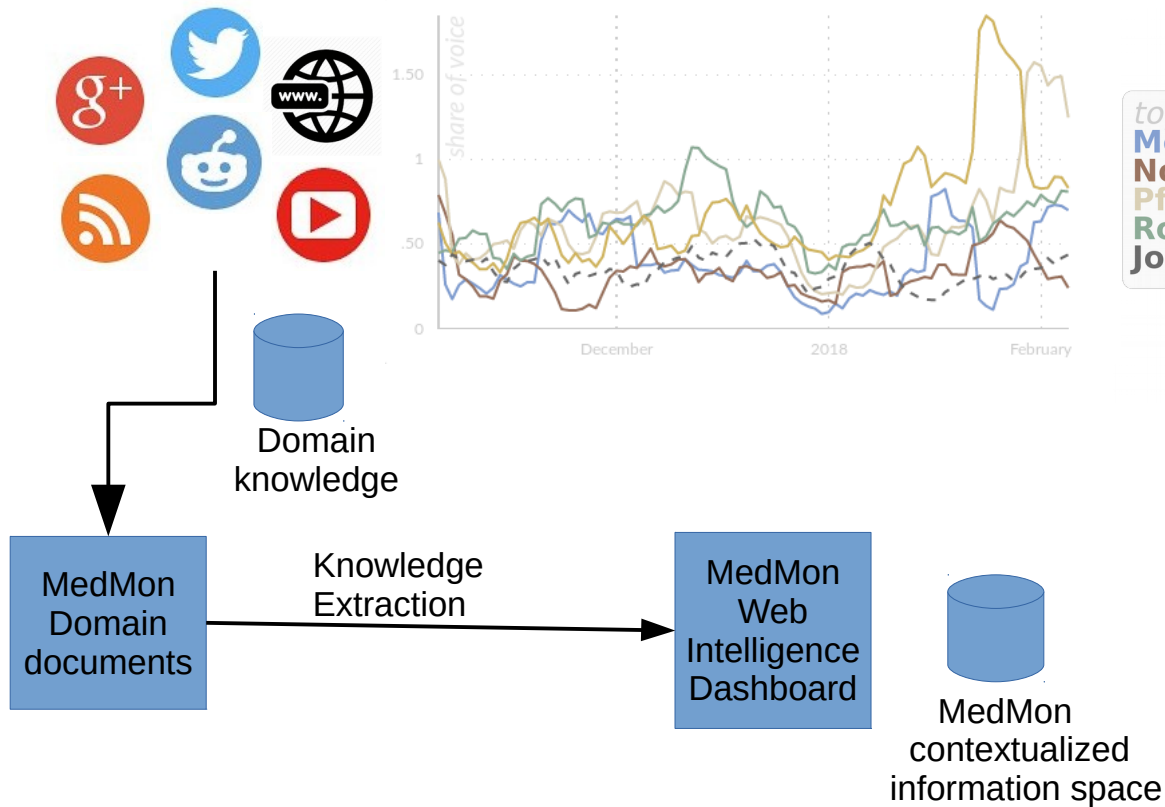 g+
www.
share of voice
1.50
1
.50
0
December
2018
February
Domain
knowledge
MedMon
Domain
documents
Knowledge
Extraction
MedMon
Web
Intelligence
Dashboard
MedMon
contextualized
information space